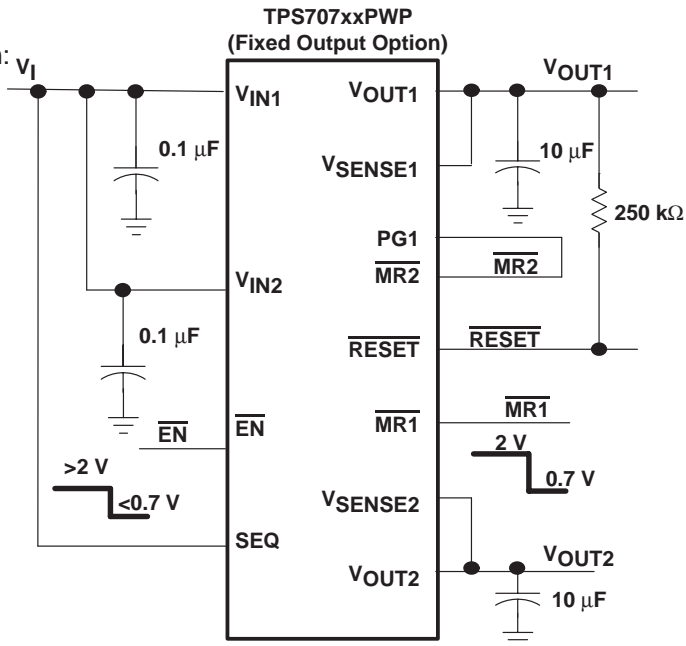 TPS707xxPWP
(Fixed Output Option)
VI
VOUT1
VIN1
VOUT1
0.1 μF
10 μF
VSENSE1
250 kΩ
PG1
MR2
MR2
VIN2
0.1 μF
RESET
RESET
EN
EN
MR1
MR1
>2 V
<0.7 V
2 V
0.7 V
VSENSE2
SEQ
VOUT2
VOUT2
10 μF